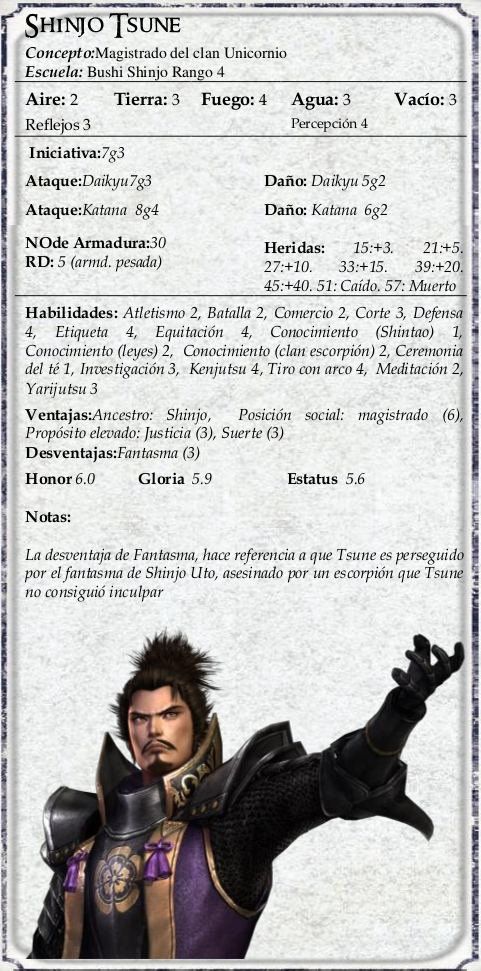 Shinjo Tsune
Concepto:Magistrado del clan Unicornio
Escuela: Bushi Shinjo Rango 4
Aire: 2 Tierra: 3 Fuego: 4 Agua: 3 Vacío: 3
Reflejos 3 Percepción 4
Iniciativa:7g3
Ataque:Daikyu7g3 Daño: Daikyu 5g2
Ataque:Katana 8g4 Daño: Katana 6g2
NOde Armadura:30
RD: 5 (armd. pesada)
Heridas: 15:+3. 21:+5.
27:+10. 33:+15. 39:+20.
45:+40. 51: Caído. 57: Muerto
Habilidades: Atletismo 2, Batalla 2, Comercio 2, Corte 3, Defensa
4, Etiqueta 4, Equitación 4, Conocimiento (Shintao) 1,
Conocimiento (leyes) 2, Conocimiento (clan escorpión) 2, Ceremonia
del té 1, Investigación 3, Kenjutsu 4, Tiro con arco 4, Meditación 2,
Yarijutsu 3
Ventajas:Ancestro: Shinjo, Posición social: magistrado (6),
Propósito elevado: Justicia (3), Suerte (3)
Desventajas:Fantasma (3)
Honor 6.0 Gloria 5.9 Estatus 5.6
Notas:
La desventaja de Fantasma, hace referencia a que Tsune es perseguido
por el fantasma de Shinjo Uto, asesinado por un escorpión que Tsune
no consiguió inculpar